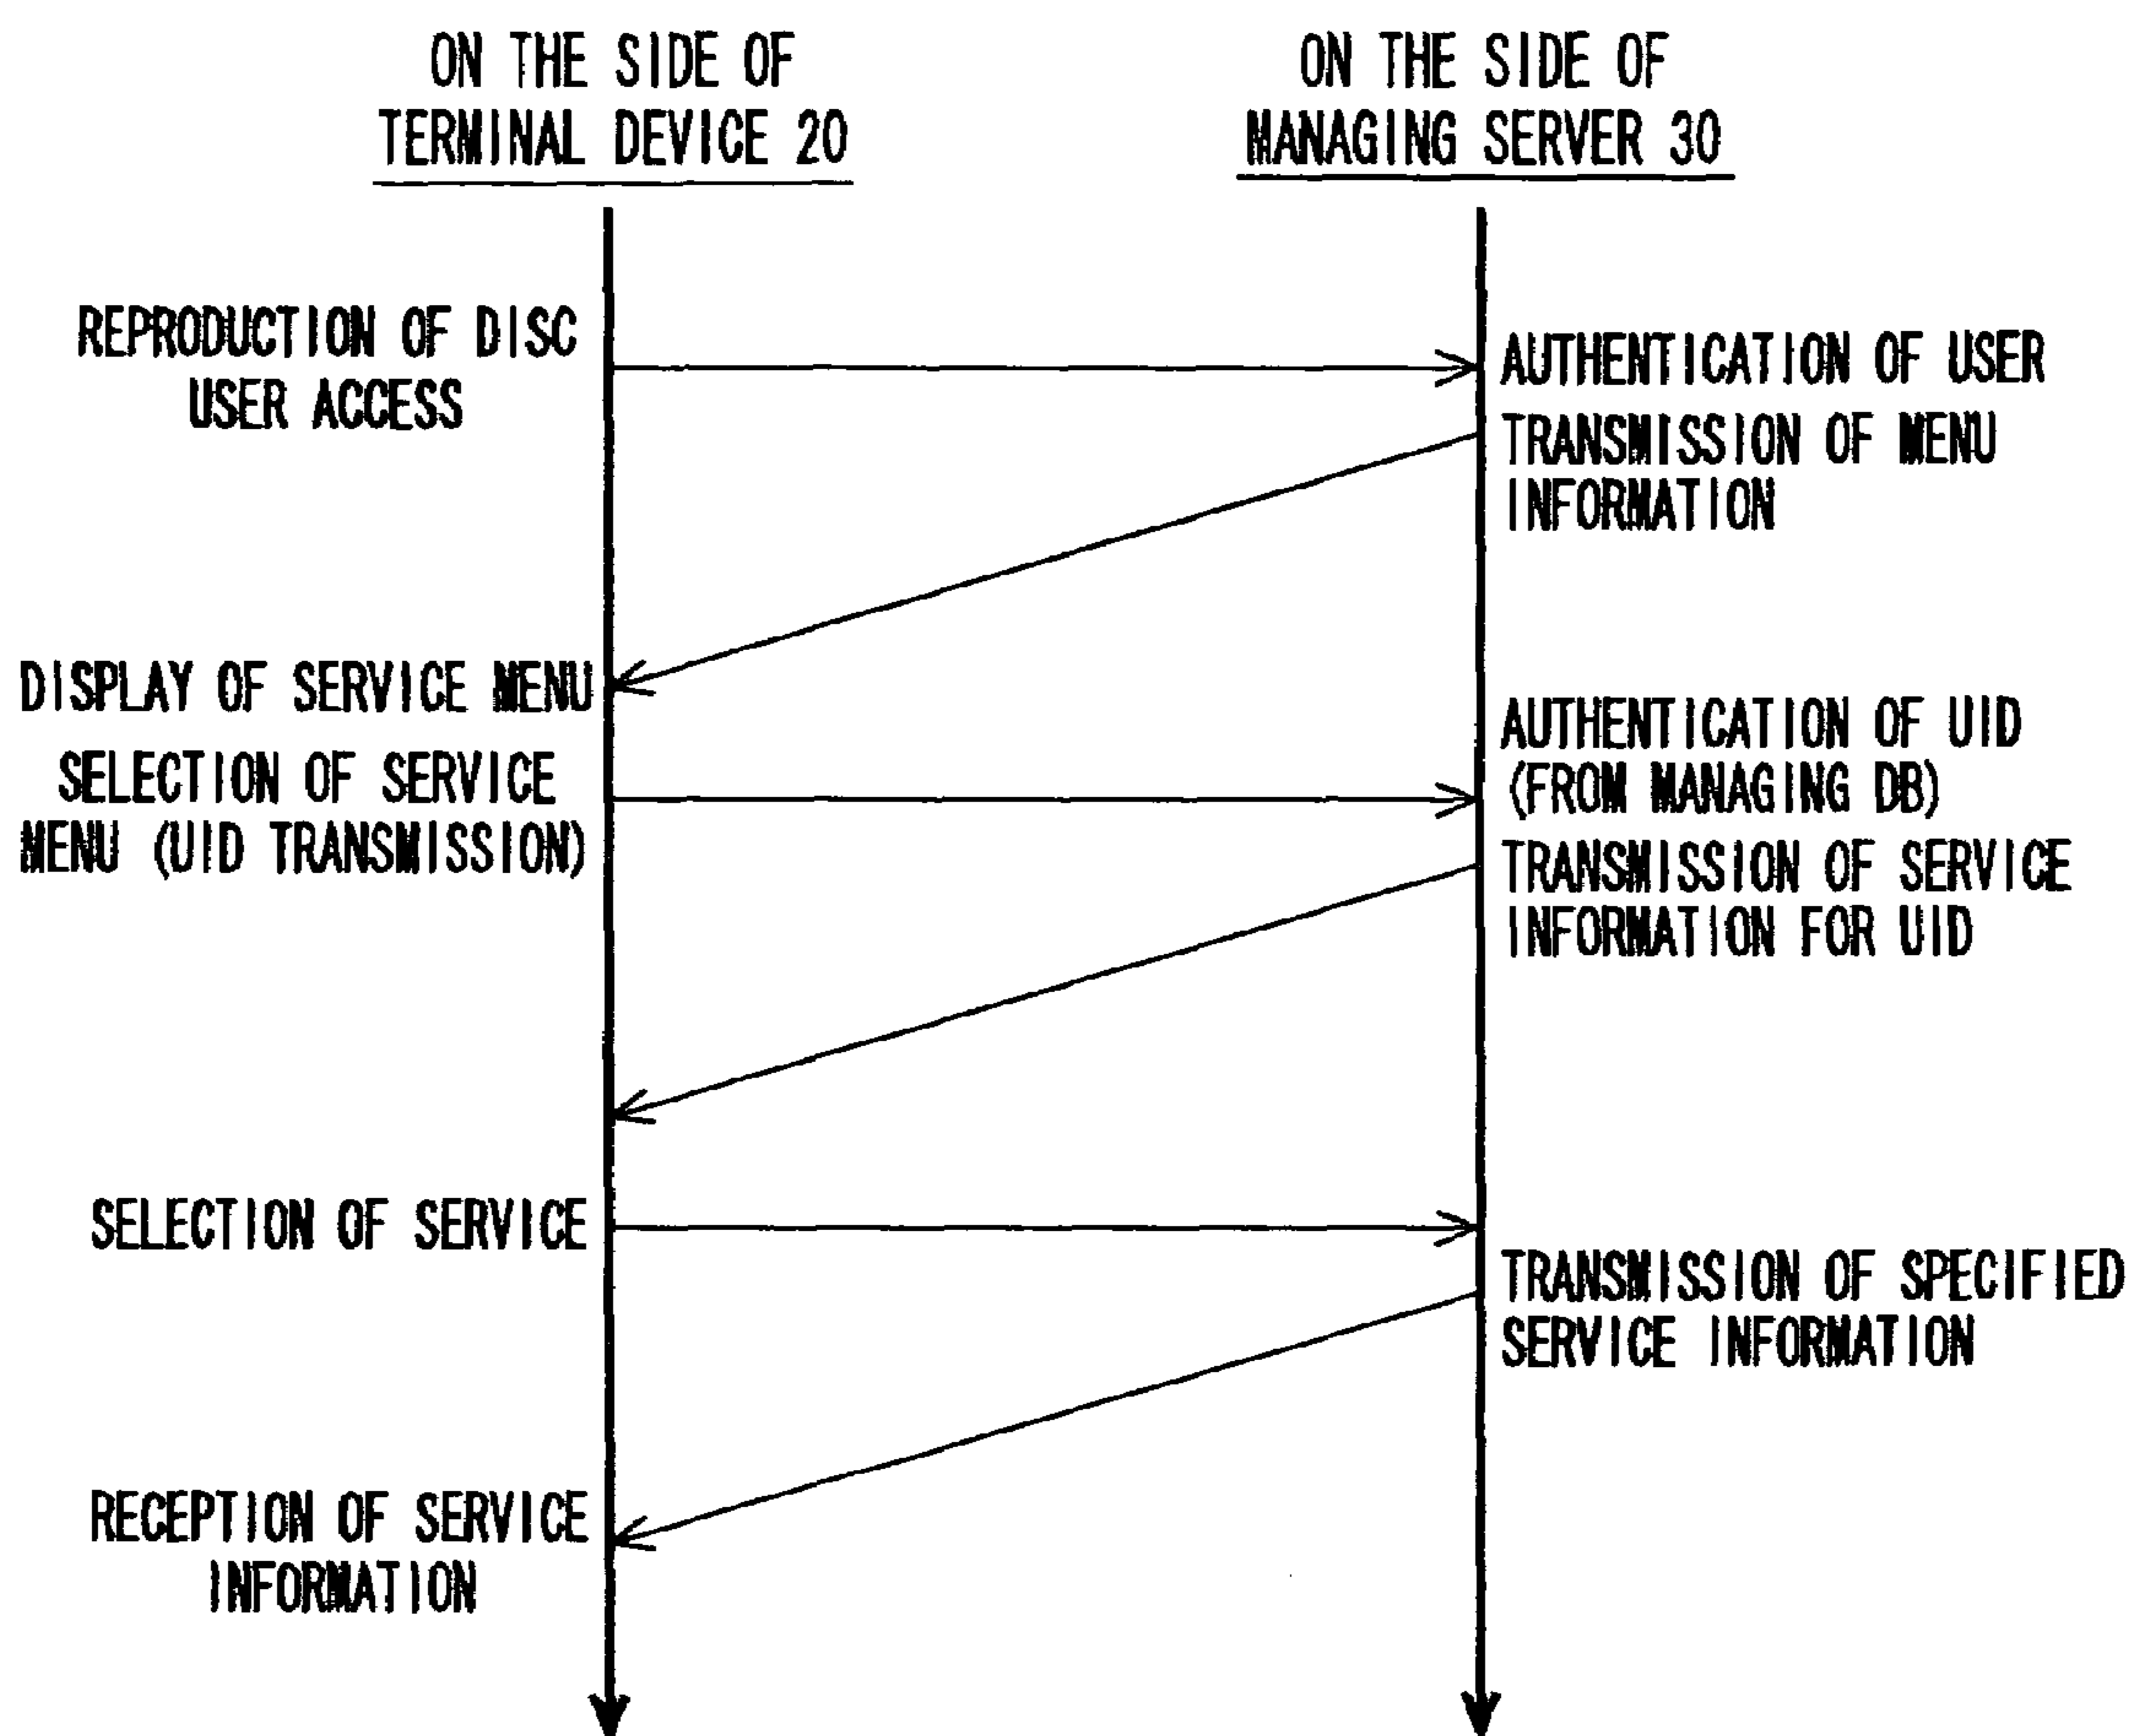 ON THE SIDE OF
TERMINAL DEVICE 20
ON THE SIDE OF
MANAGING SERVER 30
REPRODUCTION OF DISC
USER ACCESS
AUTHENTICATION OF USER
TRANSMISSION OF MENU
INFORMATION
DISPLAY OF SERVICE MENU
SELECTION OF SERVICE
MENU (UID TRANSMISSION)
AUTHENTICATION OF UID
(FROM MANAGING DB)
TRANSMISSION OF SERVICE
INFORMATION FOR UID
SELECTION OF SERVICE
TRANSMISSION OF SPECIFIED
SERVICE INFORMATION
RECEPTION OF SERVICE
INFORMATION